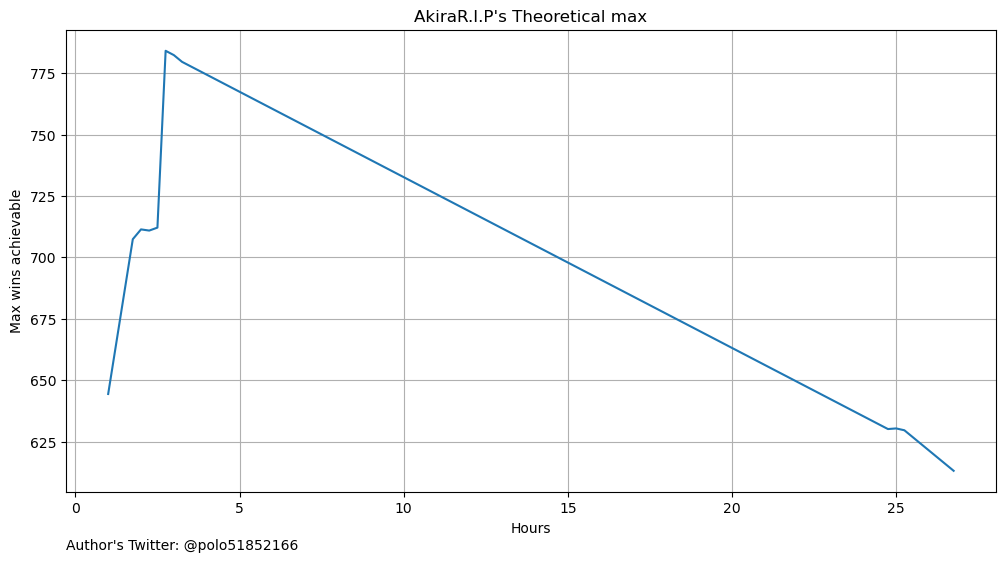 AkiraR.I.P's Theoretical max
Max wins achievable
775
750
725
700
675
650
625
0 5 10 15 20 25
Hours
Author's Twitter: @polo51852166